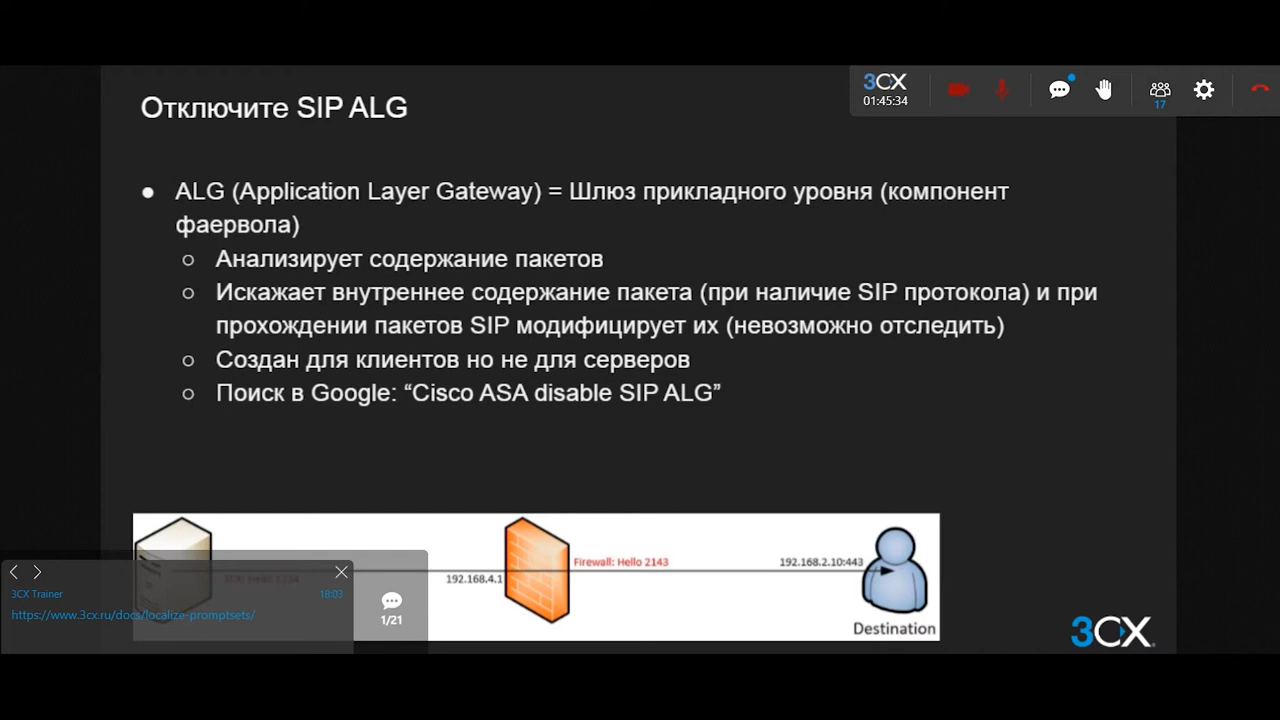 Отключите SIP ALG
3CX
01:45:34
17
● ALG (Application Layer Gateway) = Шлюз прикладного уровня (компонент
фаервола)
○ Анализирует содержание пакетов
○ Искажает внутреннее содержание пакета (при наличие SIP протокола) и при
прохождении пакетов SIP модифицирует их (невозможно отследить)
○ Создан для клиентов но не для серверов
○ Поиск в Google: “Cisco ASA disable SIP ALG”
Firewall: Hello 2143
192.168.2.10:443
192.168.4.1
Destination
3CX Trainer
18:03
https://www.3cx.ru/docs/localize-promptsets/
1/21
3CX